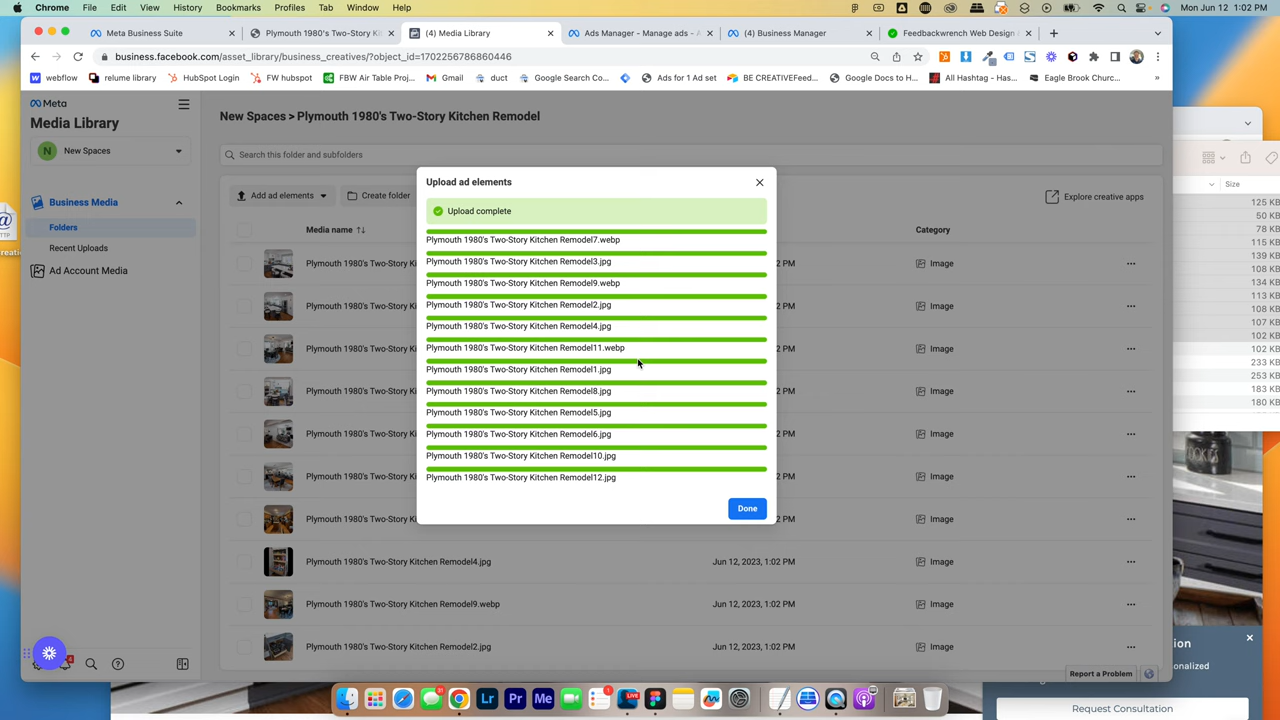 Chrome File Edit View History Bookmarks Profiles Tab Window Help
Mon Jun 12 1:02 PM
Meta Business Suite
Plymouth 1980's Two-Story Ki
(4) Media Library
Ads Manager - Manage ads -
(4) Business Manager
Feedbackwrench Web Design
business.facebook.com/asset_library/business_creatives/?object_id=1702256786860446
webflow
relume library
HubSpot Login
FW hubspot
FBW Air Table Proj...
Gmail
duct
Google Search Co...
Ads for 1 Ad set
BE CREATIVEFeed...
Google Docs to H...
All Hashtag - Has...
Eagle Brook Churc...
Meta
Media Library
N New Spaces
Business Media
Folders
Recent Uploads
Ad Account Media
New Spaces > Plymouth 1980's Two-Story Kitchen Remodel
Search this folder and subfolders
Add ad elements
Create folder
Explore creative apps
Media name
Category
Plymouth 1980's Two-Story Ki
2 PM
Image
Plymouth 1980's Two-Story Ki
2 PM
Image
Plymouth 1980's Two-Story Ki
2 PM
Image
Plymouth 1980's Two-Story Ki
2 PM
Image
Plymouth 1980's Two-Story Ki
2 PM
Image
Plymouth 1980's Two-Story Ki
2 PM
Image
Plymouth 1980's Two-Story Ki
2 PM
Image
Plymouth 1980's Two-Story Kitchen Remodel4.jpg
Jun 12, 2023, 1:02 PM
Image
Plymouth 1980's Two-Story Kitchen Remodel9.webp
Jun 12, 2023, 1:02 PM
Image
Plymouth 1980's Two-Story Kitchen Remodel2.jpg
Jun 12, 2023, 1:02 PM
Image
Report a Problem
Upload ad elements
Upload complete
Plymouth 1980's Two-Story Kitchen Remodel7.webp
Plymouth 1980's Two-Story Kitchen Remodel3.jpg
Plymouth 1980's Two-Story Kitchen Remodel9.webp
Plymouth 1980's Two-Story Kitchen Remodel2.jpg
Plymouth 1980's Two-Story Kitchen Remodel4.jpg
Plymouth 1980's Two-Story Kitchen Remodel11.webp
Plymouth 1980's Two-Story Kitchen Remodel1.jpg
Plymouth 1980's Two-Story Kitchen Remodel8.jpg
Plymouth 1980's Two-Story Kitchen Remodel5.jpg
Plymouth 1980's Two-Story Kitchen Remodel6.jpg
Plymouth 1980's Two-Story Kitchen Remodel10.jpg
Plymouth 1980's Two-Story Kitchen Remodel12.jpg
Done
Size
125 KB
50 KB
78 KB
115 KB
139 KB
108 KB
134 KB
113 KB
108 KB
107 KB
102 KB
102 KB
233 KB
253 KB
183 KB
180 KB
COOKS
ion
onalized
Request Consultation